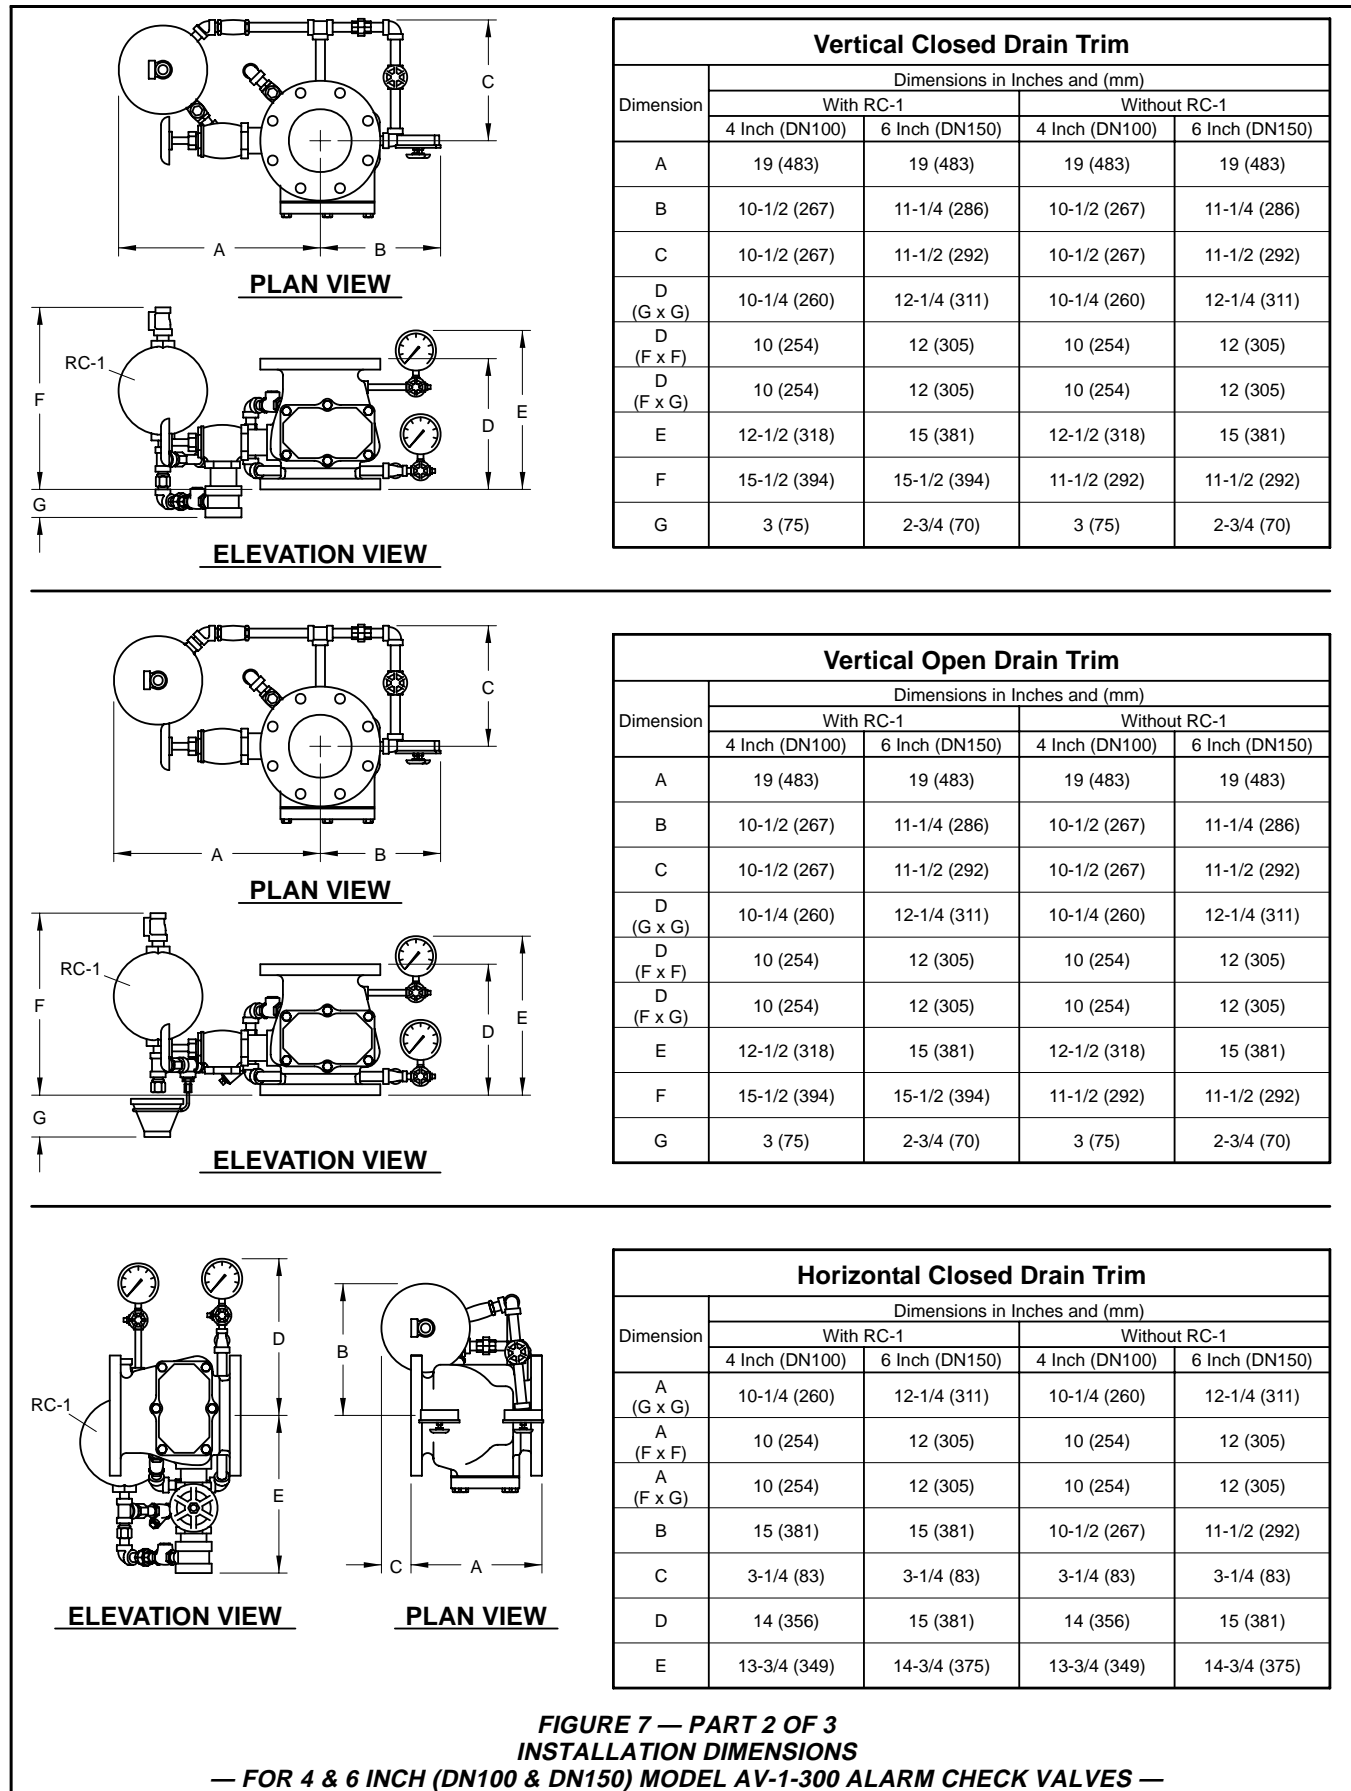 A
B
C
PLAN VIEW
RC-1
F
G
D
E
ELEVATION VIEW
Vertical Closed Drain Trim
Dimension
Dimensions in Inches and (mm)
With RC-1 Without RC-1
4 Inch (DN100) 6 Inch (DN150) 4 Inch (DN100) 6 Inch (DN150)
A 19 (483) 19 (483) 19 (483) 19 (483)
B 10-1/2 (267) 11-1/4 (286) 10-1/2 (267) 11-1/4 (286)
C 10-1/2 (267) 11-1/2 (292) 10-1/2 (267) 11-1/2 (292)
D (G x G) 10-1/4 (260) 12-1/4 (311) 10-1/4 (260) 12-1/4 (311)
D (F x F) 10 (254) 12 (305) 10 (254) 12 (305)
D (F x G) 10 (254) 12 (305) 10 (254) 12 (305)
E 12-1/2 (318) 15 (381) 12-1/2 (318) 15 (381)
F 15-1/2 (394) 15-1/2 (394) 11-1/2 (292) 11-1/2 (292)
G 3 (75) 2-3/4 (70) 3 (75) 2-3/4 (70)
A
B
C
PLAN VIEW
RC-1
F
G
D
E
ELEVATION VIEW
Vertical Open Drain Trim
Dimension
Dimensions in Inches and (mm)
With RC-1 Without RC-1
4 Inch (DN100) 6 Inch (DN150) 4 Inch (DN100) 6 Inch (DN150)
A 19 (483) 19 (483) 19 (483) 19 (483)
B 10-1/2 (267) 11-1/4 (286) 10-1/2 (267) 11-1/4 (286)
C 10-1/2 (267) 11-1/2 (292) 10-1/2 (267) 11-1/2 (292)
D (G x G) 10-1/4 (260) 12-1/4 (311) 10-1/4 (260) 12-1/4 (311)
D (F x F) 10 (254) 12 (305) 10 (254) 12 (305)
D (F x G) 10 (254) 12 (305) 10 (254) 12 (305)
E 12-1/2 (318) 15 (381) 12-1/2 (318) 15 (381)
F 15-1/2 (394) 15-1/2 (394) 11-1/2 (292) 11-1/2 (292)
G 3 (75) 2-3/4 (70) 3 (75) 2-3/4 (70)
RC-1
D
E
ELEVATION VIEW
B
C
A
PLAN VIEW
Horizontal Closed Drain Trim
Dimension
Dimensions in Inches and (mm)
With RC-1 Without RC-1
4 Inch (DN100) 6 Inch (DN150) 4 Inch (DN100) 6 Inch (DN150)
A (G x G) 10-1/4 (260) 12-1/4 (311) 10-1/4 (260) 12-1/4 (311)
A (F x F) 10 (254) 12 (305) 10 (254) 12 (305)
A (F x G) 10 (254) 12 (305) 10 (254) 12 (305)
B 15 (381) 15 (381) 10-1/2 (267) 11-1/2 (292)
C 3-1/4 (83) 3-1/4 (83) 3-1/4 (83) 3-1/4 (83)
D 14 (356) 15 (381) 14 (356) 15 (381)
E 13-3/4 (349) 14-3/4 (375) 13-3/4 (349) 14-3/4 (375)
FIGURE 7 — PART 2 OF 3
INSTALLATION DIMENSIONS
— FOR 4 & 6 INCH (DN100 & DN150) MODEL AV-1-300 ALARM CHECK VALVES —